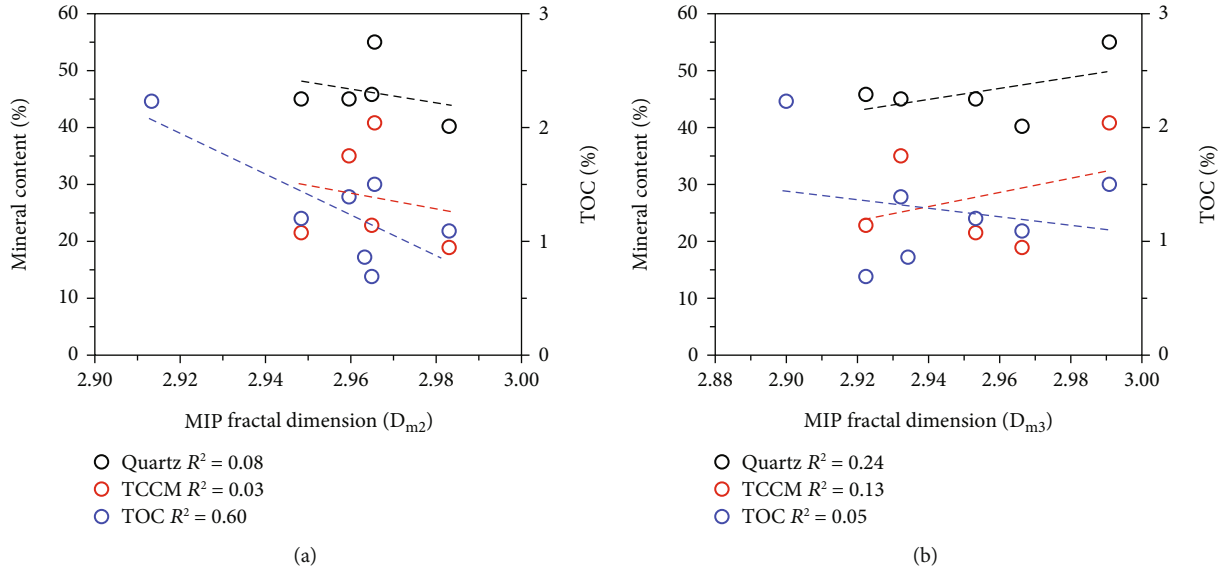 60
50
40
30
20
10
0
Mineral content (%)
3
2
1
0
TOC (%)
2.90 2.92 2.94 2.96 2.98 3.00
MIP fractal dimension (Dm2)
Quartz R² = 0.08
TCCM R² = 0.03
TOC R² = 0.60
(a)
60
50
40
30
20
10
0
Mineral content (%)
3
2
1
0
TOC (%)
2.88 2.90 2.92 2.94 2.96 2.98 3.00
MIP fractal dimension (Dm3)
Quartz R² = 0.24
TCCM R² = 0.13
TOC R² = 0.05
(b)